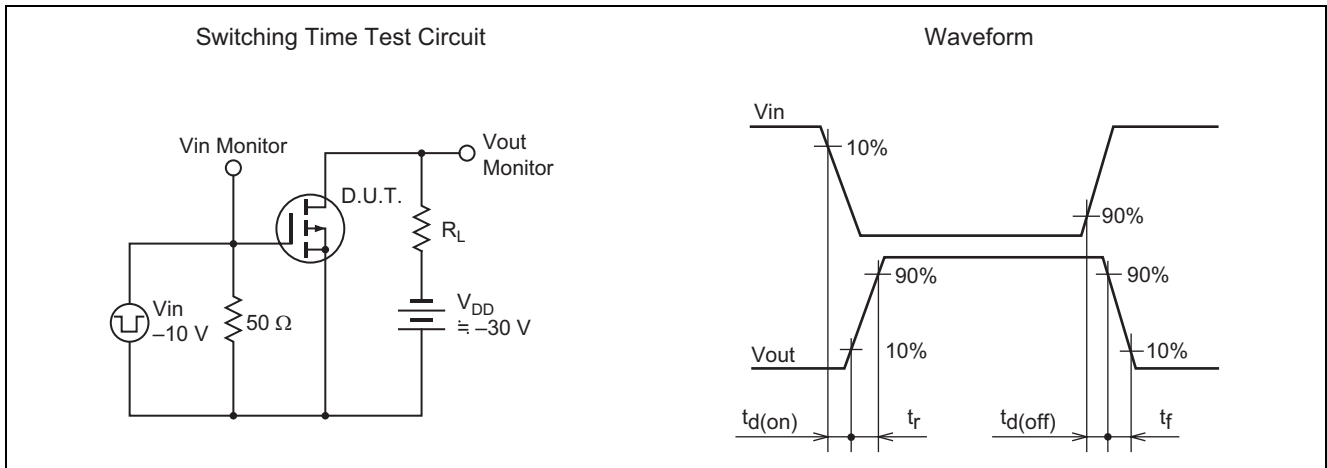 Switching Time Test Circuit
Waveform
Vin Monitor
Vout
Monitor
D.U.T.
RL
Vin
–10 V
50 Ω
VDD
≒ –30 V
Vin
10%
90%
90%
90%
10%
10%
Vout
td(on)
tr
td(off)
tf